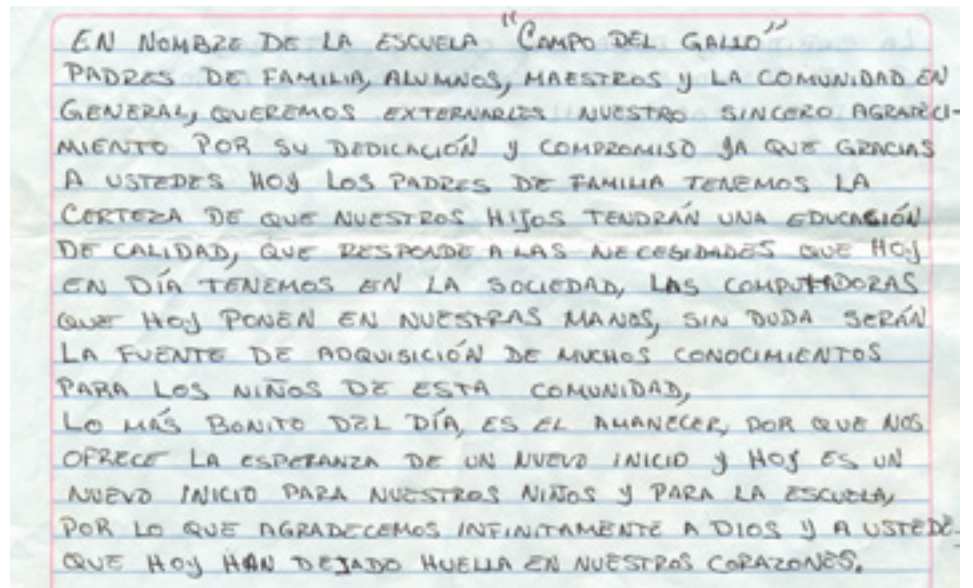 EN NOMBRE DE LA ESCUELA "CAMPO DEL GALLO"
PADRES DE FAMILIA, ALUMNOS, MAESTROS Y LA COMUNIDAD EN
GENERAL, QUEREMOS EXTERNARLES NUESTRO SINCERO AGRADECI-
MIENTO POR SU DEDICACIÓN Y COMPROMISO YA QUE GRACIAS
A USTEDES HOY LOS PADRES DE FAMILIA TENEMOS LA
CERTEZA DE QUE NUESTROS HIJOS TENDRÁN UNA EDUCACIÓN
DE CALIDAD, QUE RESPONDE A LAS NECESIDADES QUE HOY
EN DÍA TENEMOS EN LA SOCIEDAD, LAS COMPUTADORAS
QUE HOY PONEN EN NUESTRAS MANOS, SIN DUDA SERÁN
LA FUENTE DE ADQUISICIÓN DE MUCHOS CONOCIMIENTOS
PARA LOS NIÑOS DE ESTA COMUNIDAD,
LO MÁS BONITO DEL DÍA, ES EL AMANECER, POR QUE NOS
OFRECE LA ESPERANZA DE UN NUEVO INICIO Y HOY ES UN
NUEVO INICIO PARA NUESTROS NIÑOS Y PARA LA ESCUELA,
POR LO QUE AGRADECEMOS INFINITAMENTE A DIOS Y A USTEDE-
QUE HOY HAN DEJADO HUELLA EN NUESTROS CORAZONES.